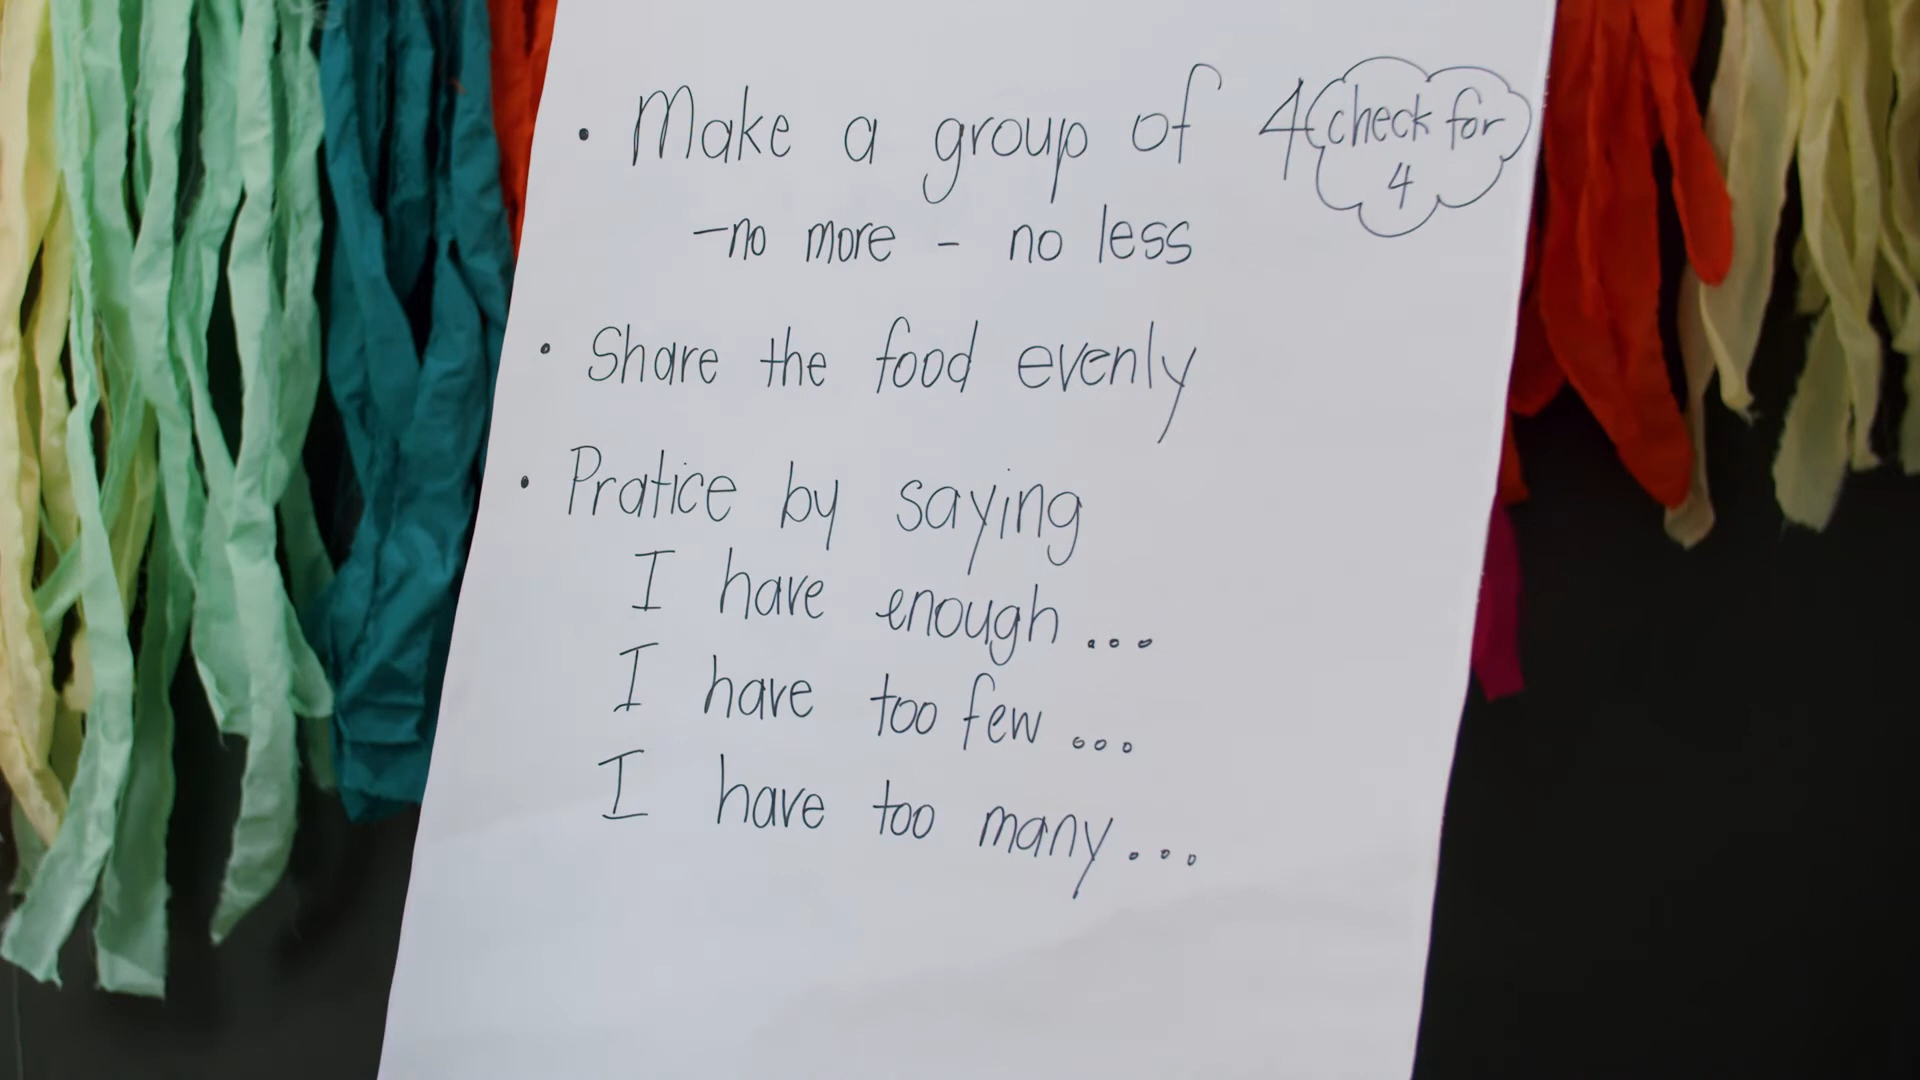 • Make a group of 4 check for
4
-no more - no less
• Share the food evenly
• Pratice by saying
I have enough...
I have too few...
I have too many...